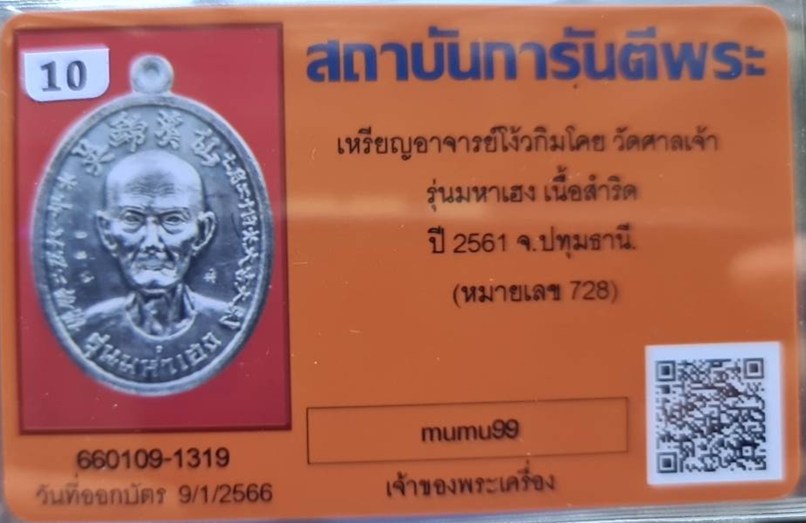 10
สถาบันการันตีพระ
เหรียญอาจารย์โง้วกิมโคย วัดศาลเจ้า
รุ่นมหาเฮง เนื้อสำริด
ปี 2561 จ.ปทุมธานี.
(หมายเลข 728)
รุ่นมหาเฮง
mumu99
660109-1319
วันที่ออกบัตร 9/1/2566
เจ้าของพระเครื่อง